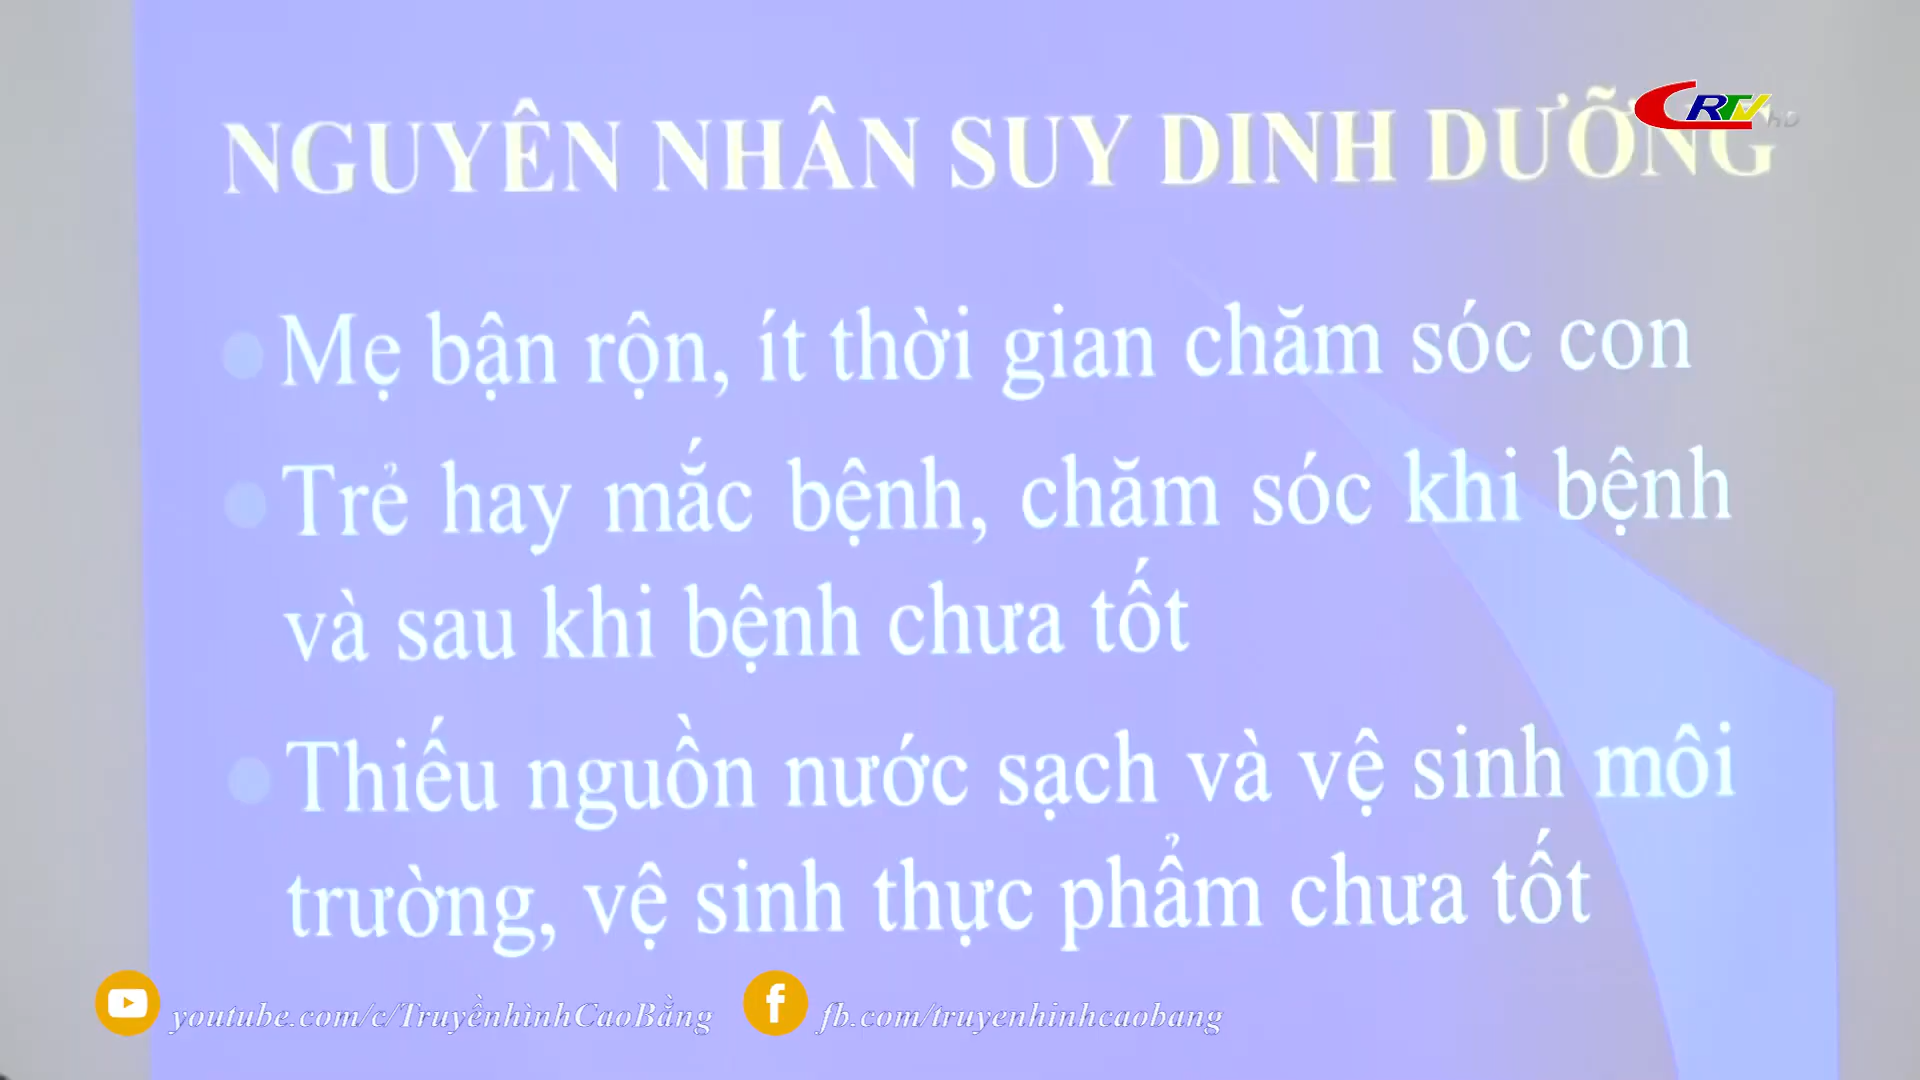 CRTV HD
NGUYÊN NHÂN SUY DINH DƯỠNG
Mẹ bận rộn, ít thời gian chăm sóc con
Trẻ hay mắc bệnh, chăm sóc khi bệnh
và sau khi bệnh chưa tốt
Thiếu nguồn nước sạch và vệ sinh môi
trường, vệ sinh thực phẩm chưa tốt
youtube.com/c/TruyềnhìnhCaoBằng
fb.com/truyenhinhcaobang